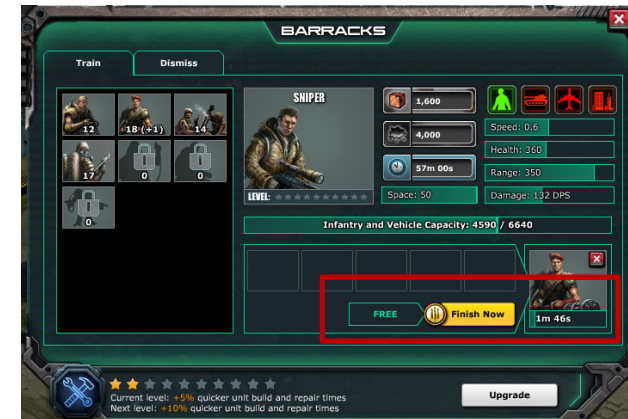 BARRACKS
Train
Dismiss
12
18 (+1)
14
17
0
0
0
SNIPER
LEVEL:
1,600
4,000
57m 00s
Space: 50
Speed: 0.6
Health: 360
Range: 350
Damage: 132 DPS
Infantry and Vehicle Capacity: 4590 / 6640
FREE
Finish Now
1m 46s
Current level: +5% quicker unit build and repair times
Next level: +10% quicker unit build and repair times
Upgrade